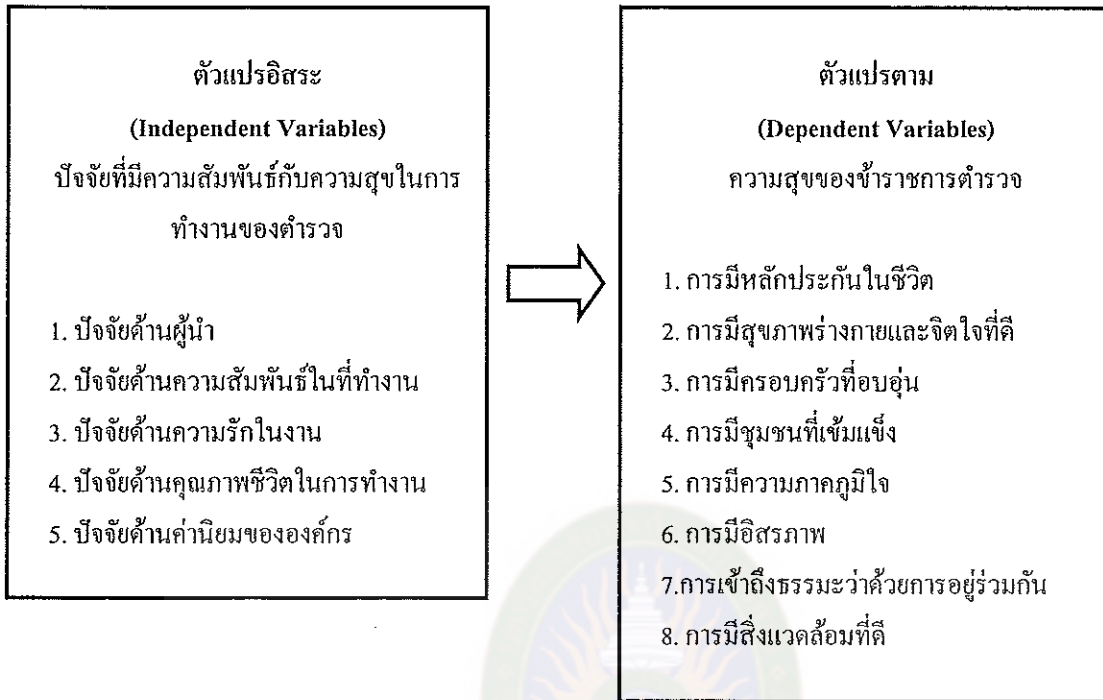 ตัวแปรอิสระ
(Independent Variables)
ปัจจัยที่มีความสัมพันธ์กับความสุขในการ
ทำงานของตำรวจ
1. ปัจจัยด้านผู้นำ
2. ปัจจัยด้านความสัมพันธ์ในที่ทำงาน
3. ปัจจัยด้านความรักในงาน
4. ปัจจัยด้านคุณภาพชีวิตในการทำงาน
5. ปัจจัยด้านค่านิยมขององค์กร
ตัวแปรตาม
(Dependent Variables)
ความสุขของข้าราชการตำรวจ
1. การมีหลักประกันในชีวิต
2. การมีสุขภาพร่างกายและจิตใจที่ดี
3. การมีครอบครัวที่อบอุ่น
4. การมีชุมชนที่เข้มแข็ง
5. การมีความภาคภูมิใจ
6. การมีอิสรภาพ
7.การเข้าถึงธรรมะว่าด้วยการอยู่ร่วมกัน
8. การมีสิ่งแวดล้อมที่ดี